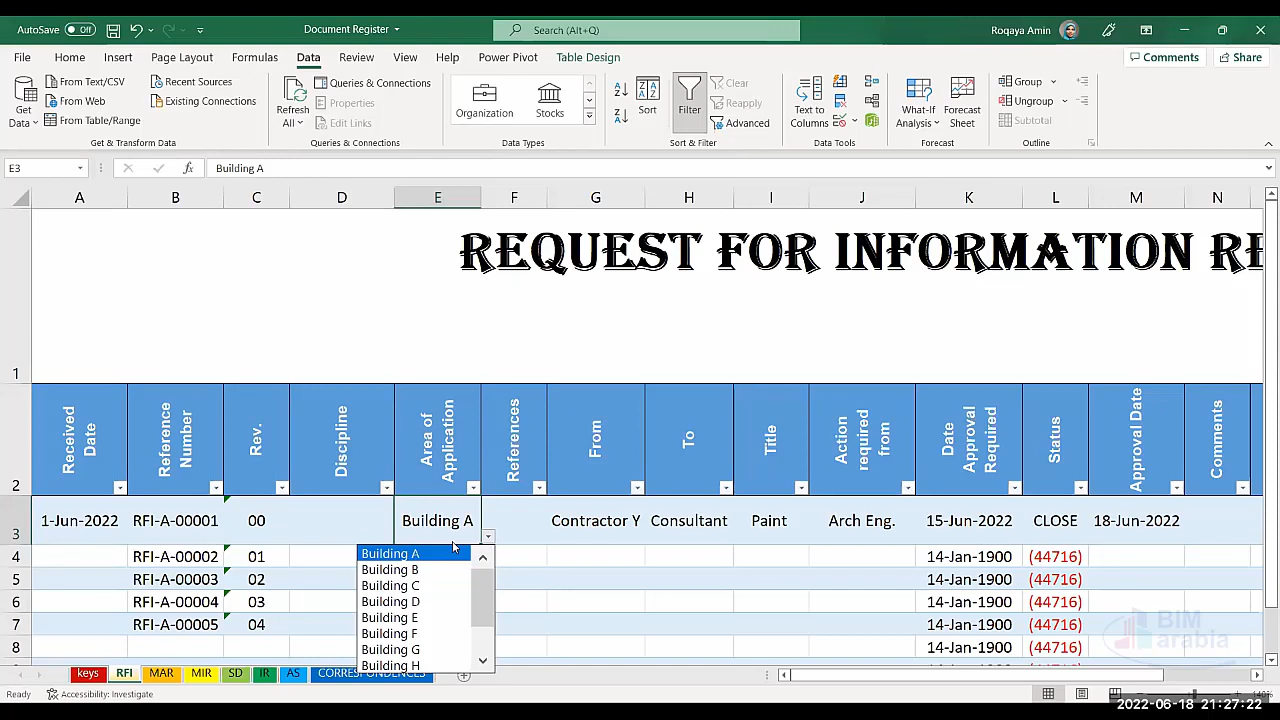 AutoSave Off Document Register Search (Alt+Q) Roqaya Amin
File Home Insert Page Layout Formulas Data Review View Help Power Pivot Table Design Comments Share
Get Data From Text/CSV Recent Sources Refresh All Queries & Connections Organization Stocks Sort Filter Clear Text to Columns What-If Analysis Forecast Sheet Group
From Web Existing Connections Properties Reapply Ungroup
From Table/Range Edit Links Advanced Subtotal
Get & Transform Data Queries & Connections Data Types Sort & Filter Data Tools Forecast Outline
E3 fx Building A
A B C D E F G H I J K L M N
1 REQUEST FOR INFORMATION RE
2 Received Date Reference Number Rev. Discipline Area of Application References From To Title Action required from Date Approval Required Status Approval Date Comments
3 1-Jun-2022 RFI-A-00001 00 Building A Contractor Y Consultant Paint Arch Eng. 15-Jun-2022 CLOSE 18-Jun-2022
4 RFI-A-00002 01 14-Jan-1900 (44716)
5 RFI-A-00003 02 14-Jan-1900 (44716)
6 RFI-A-00004 03 14-Jan-1900 (44716)
7 RFI-A-00005 04 14-Jan-1900 (44716)
8 14-Jan-1900 (44716)
Building A
Building B
Building C
Building D
Building E
Building F
Building G
Building H
BIM arabia
keys RFI MAR MIR SD IR AS CORRESPONDENCES
Ready Accessibility: Investigate 140%
2022-06-18 21:27:22